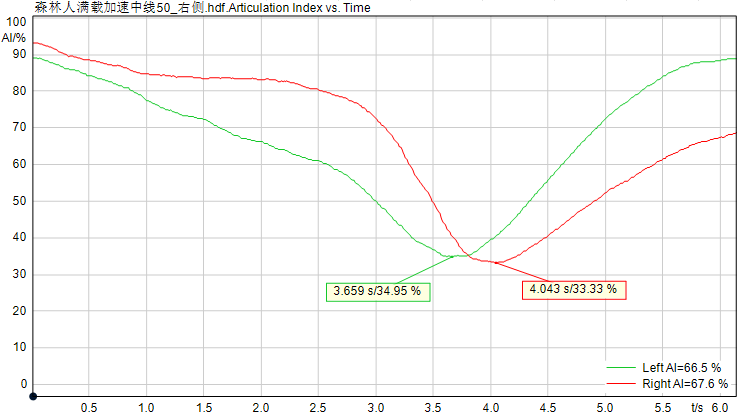 森林人满载加速中线50_右侧.hdf.Articulation Index vs. Time
100
AI/%
90
80
70
60
50
40
30
20
10
0
3.659 s/34.95 %
4.043 s/33.33 %
Left AI=66.5 %
Right AI=67.6 %
0.5 1.0 1.5 2.0 2.5 3.0 3.5 4.0 4.5 5.0 5.5 t/s 6.0